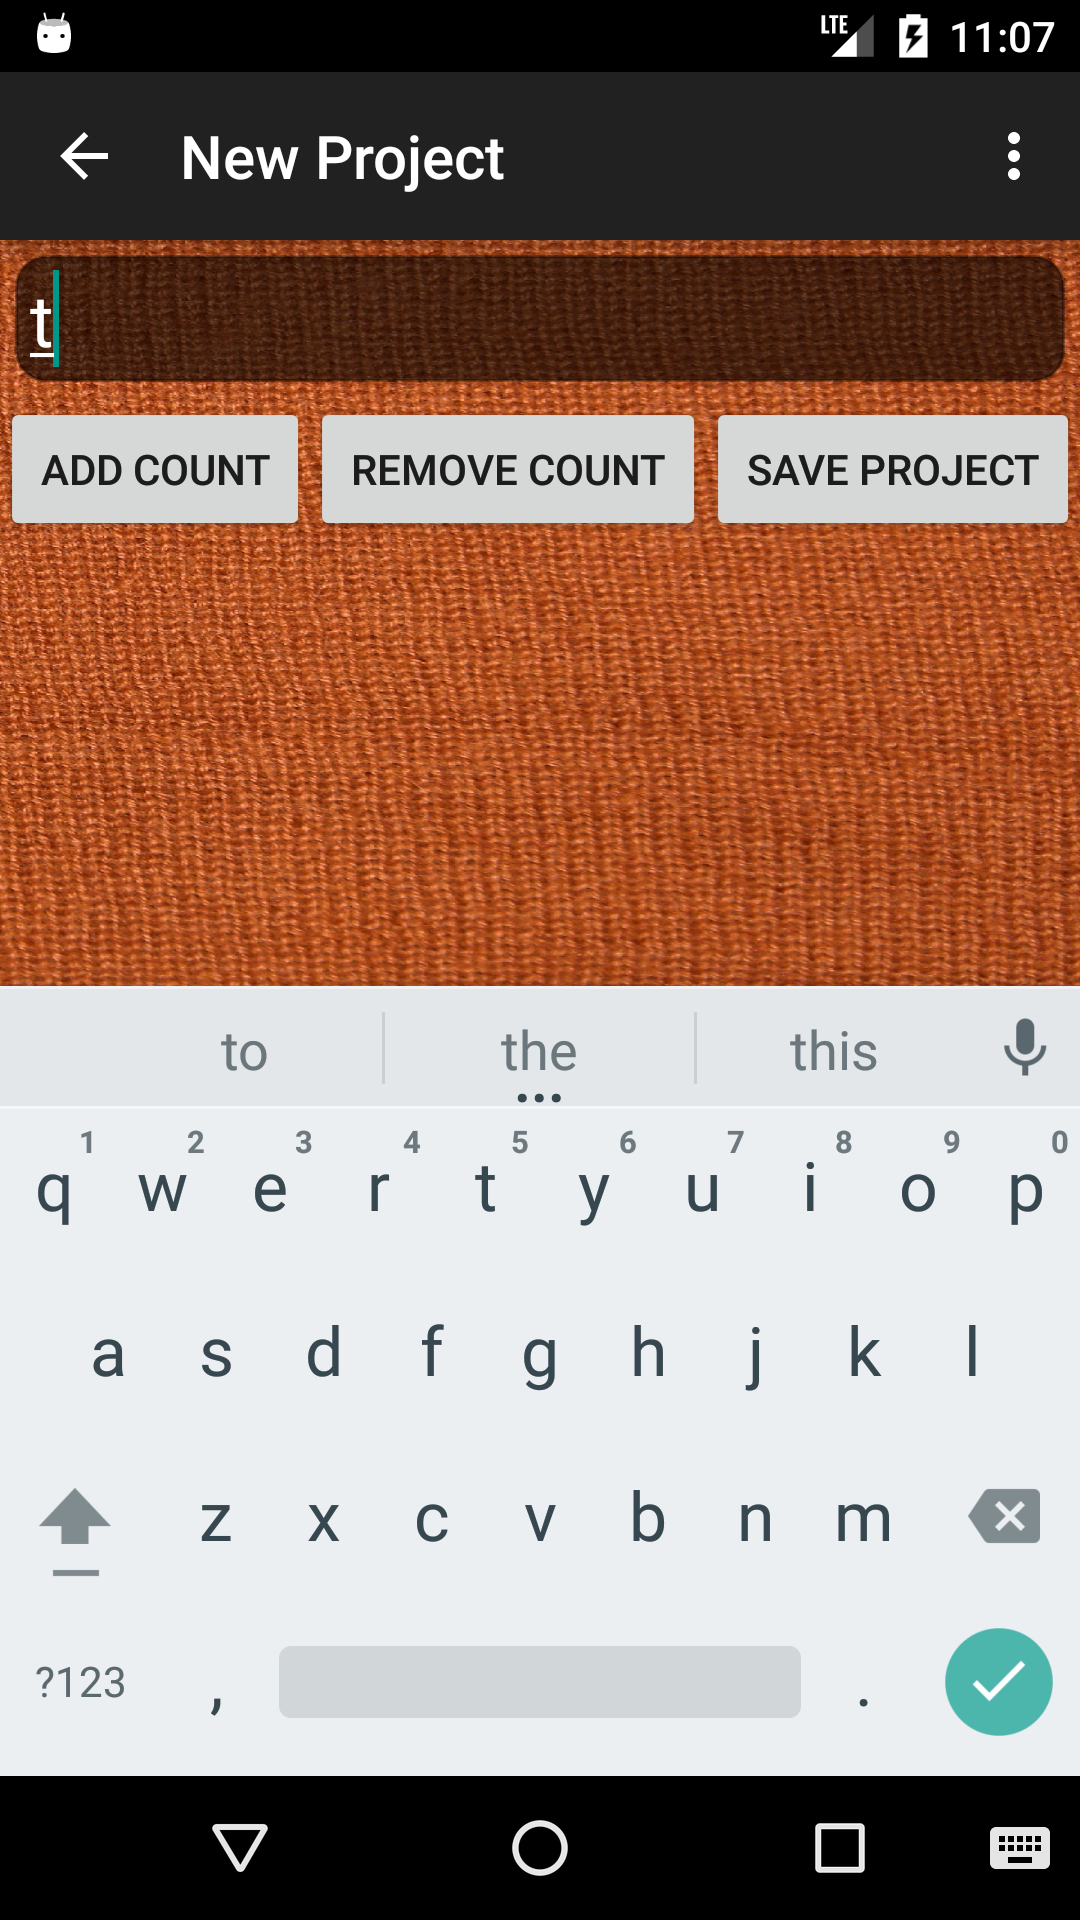 LTE 11:07
New Project
t
ADD COUNT REMOVE COUNT SAVE PROJECT
to the this
1 2 3 4 5 6 7 8 9 0
q w e r t y u i o p
a s d f g h j k l
z x c v b n m
?123 , .